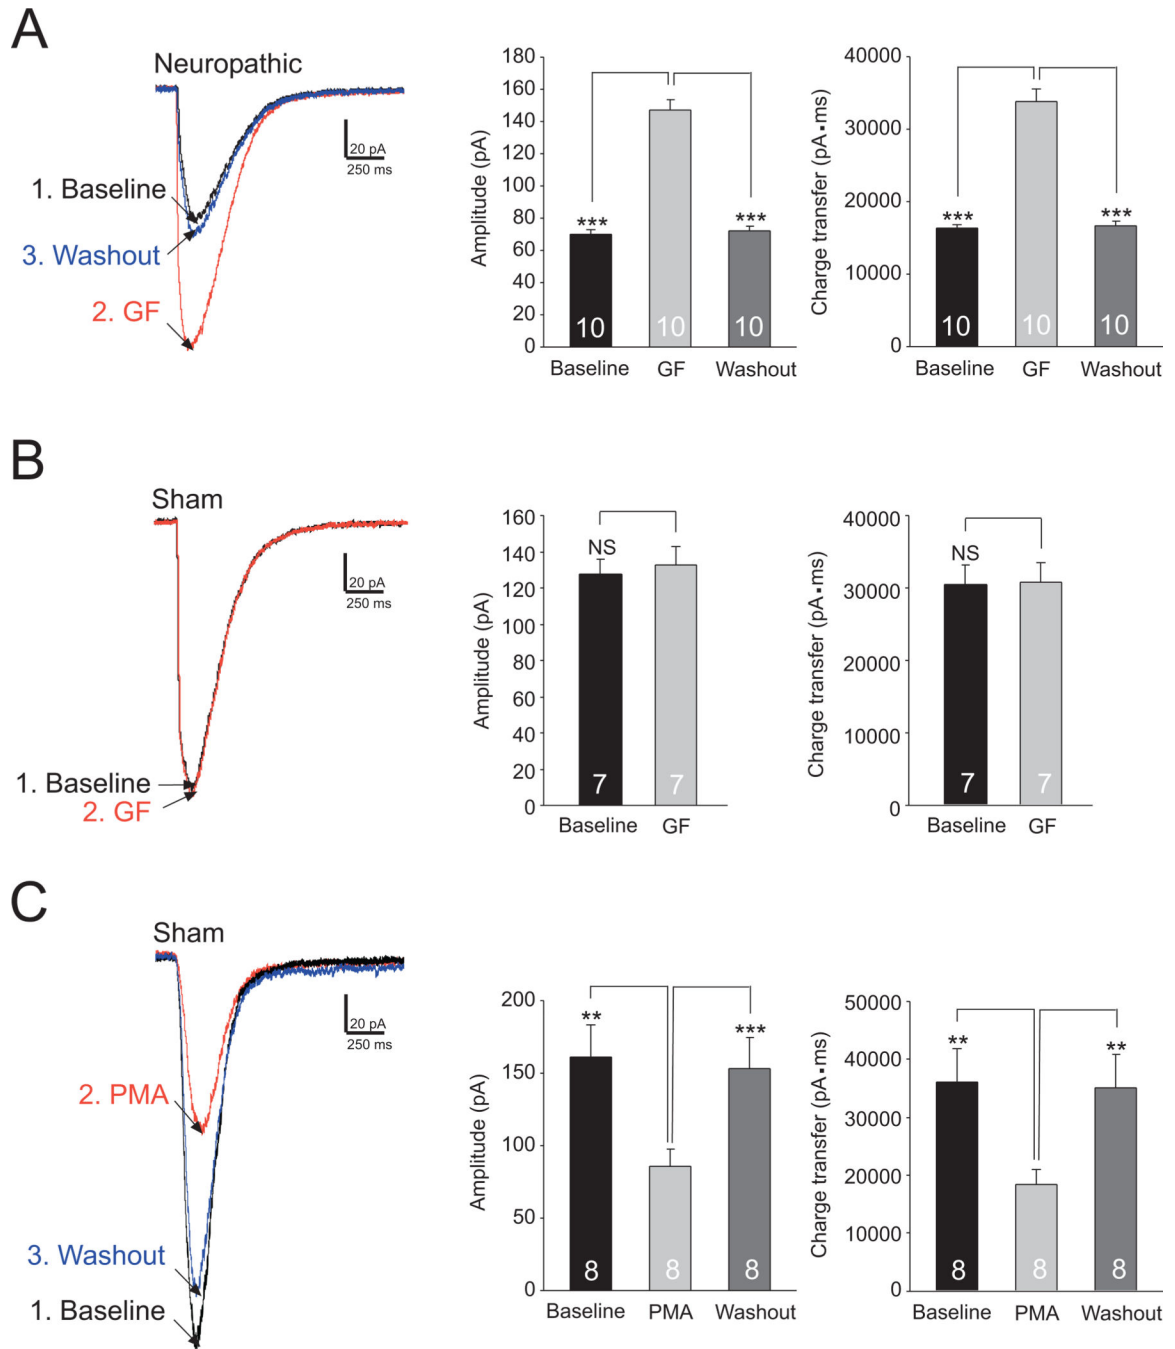 A
Neuropathic
20 pA
250 ms
1. Baseline
3. Washout
2. GF
Amplitude (pA)
180
160
140
120
100
80
60
40
20
0
***
***
10
10
10
Baseline GF Washout
Charge transfer (pA▪ms)
40000
30000
20000
10000
0
***
***
10
10
10
Baseline GF Washout
B
Sham
20 pA
250 ms
1. Baseline
2. GF
Amplitude (pA)
160
140
120
100
80
60
40
20
0
NS
7
7
Baseline GF
Charge transfer (pA▪ms)
40000
30000
20000
10000
0
NS
7
7
Baseline GF
C
Sham
20 pA
250 ms
2. PMA
3. Washout
1. Baseline
Amplitude (pA)
200
150
100
50
0
**
***
8
8
8
Baseline PMA Washout
Charge transfer (pA▪ms)
50000
40000
30000
20000
10000
0
**
**
8
8
8
Baseline PMA Washout